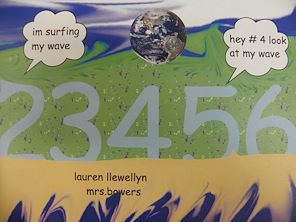 im surfing
my wave
hey # 4 look
at my wave
23456
lauren llewellyn
mrs.bowers